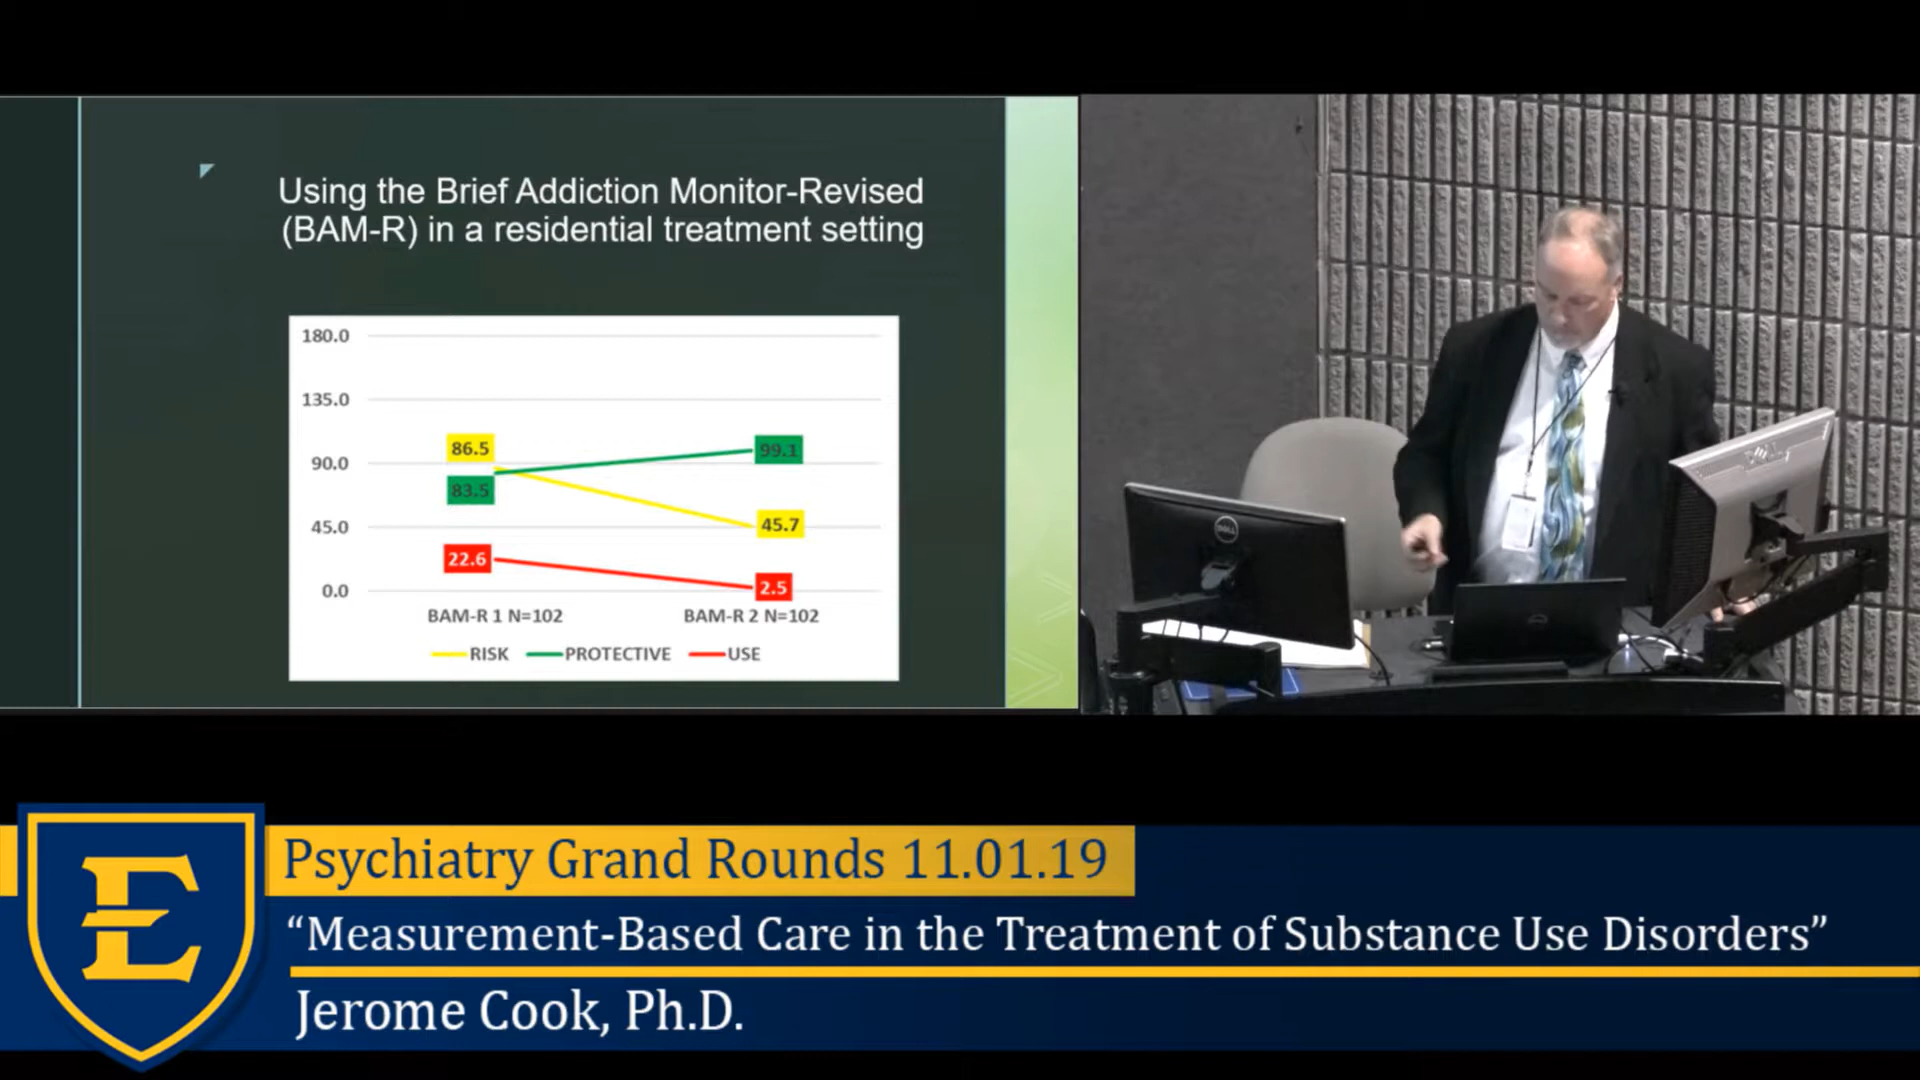 Using the Brief Addiction Monitor-Revised
(BAM-R) in a residential treatment setting
180.0
135.0
90.0
45.0
0.0
86.5
83.5
22.6
99.1
45.7
2.5
BAM-R 1 N=102
BAM-R 2 N=102
RISK
PROTECTIVE
USE
DELL
DELL
E
Psychiatry Grand Rounds 11.01.19
“Measurement-Based Care in the Treatment of Substance Use Disorders”
Jerome Cook, Ph.D.